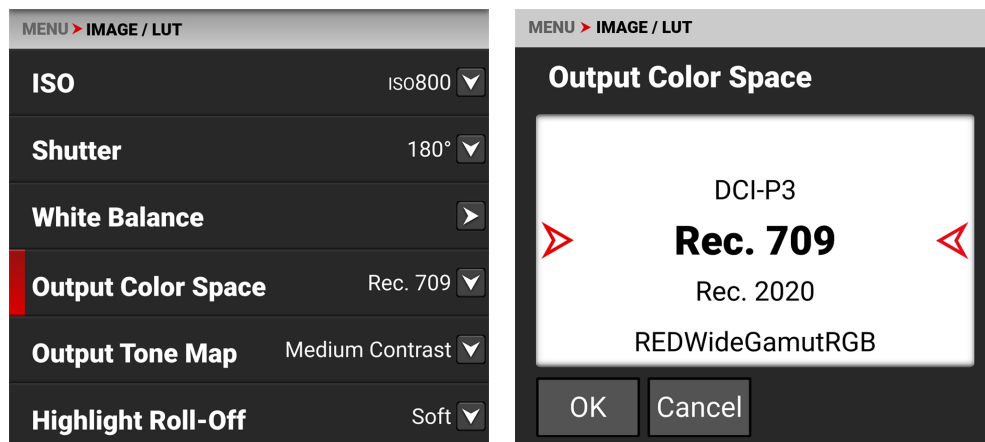 MENU IMAGE / LUT
ISO ISO800
Shutter 180°
White Balance
Output Color Space Rec. 709
Output Tone Map Medium Contrast
Highlight Roll-Off Soft
MENU IMAGE / LUT
Output Color Space
DCI-P3
Rec. 709
Rec. 2020
REDWideGamutRGB
OK Cancel